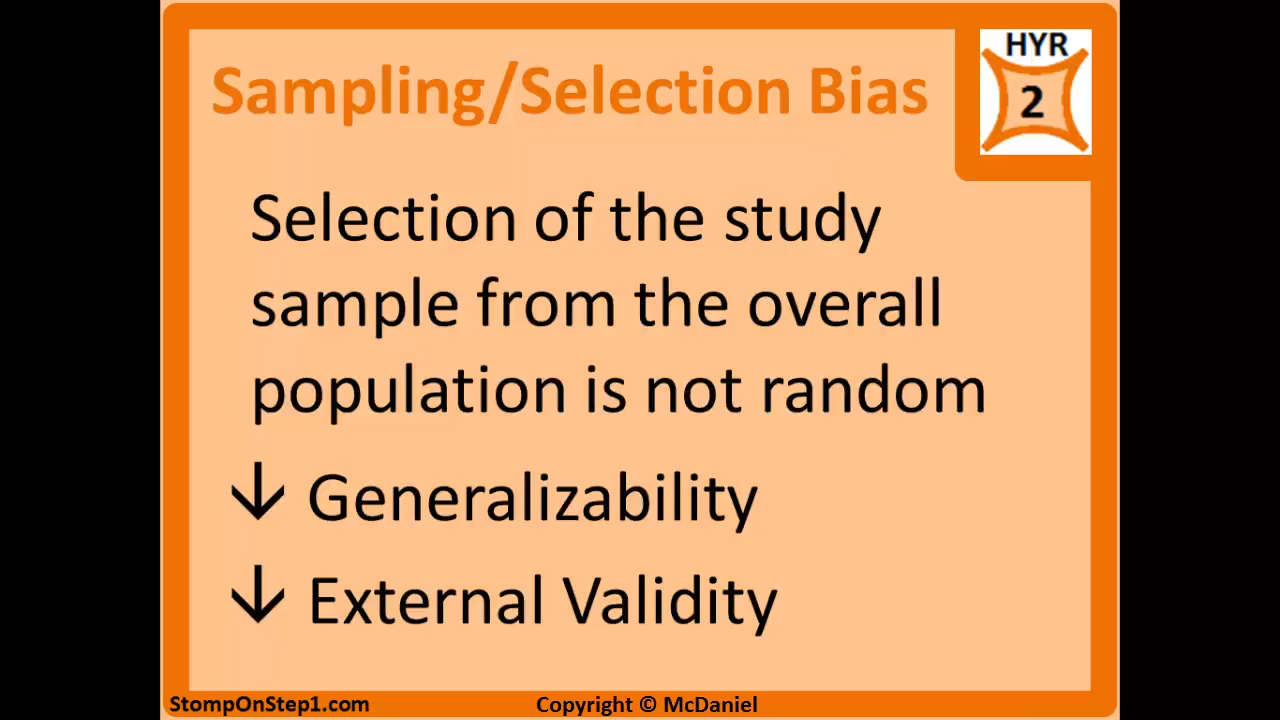 HYR
2
Sampling/Selection Bias
Selection of the study
sample from the overall
population is not random
↓ Generalizability
↓ External Validity
StompOnStep1.com
Copyright © McDaniel